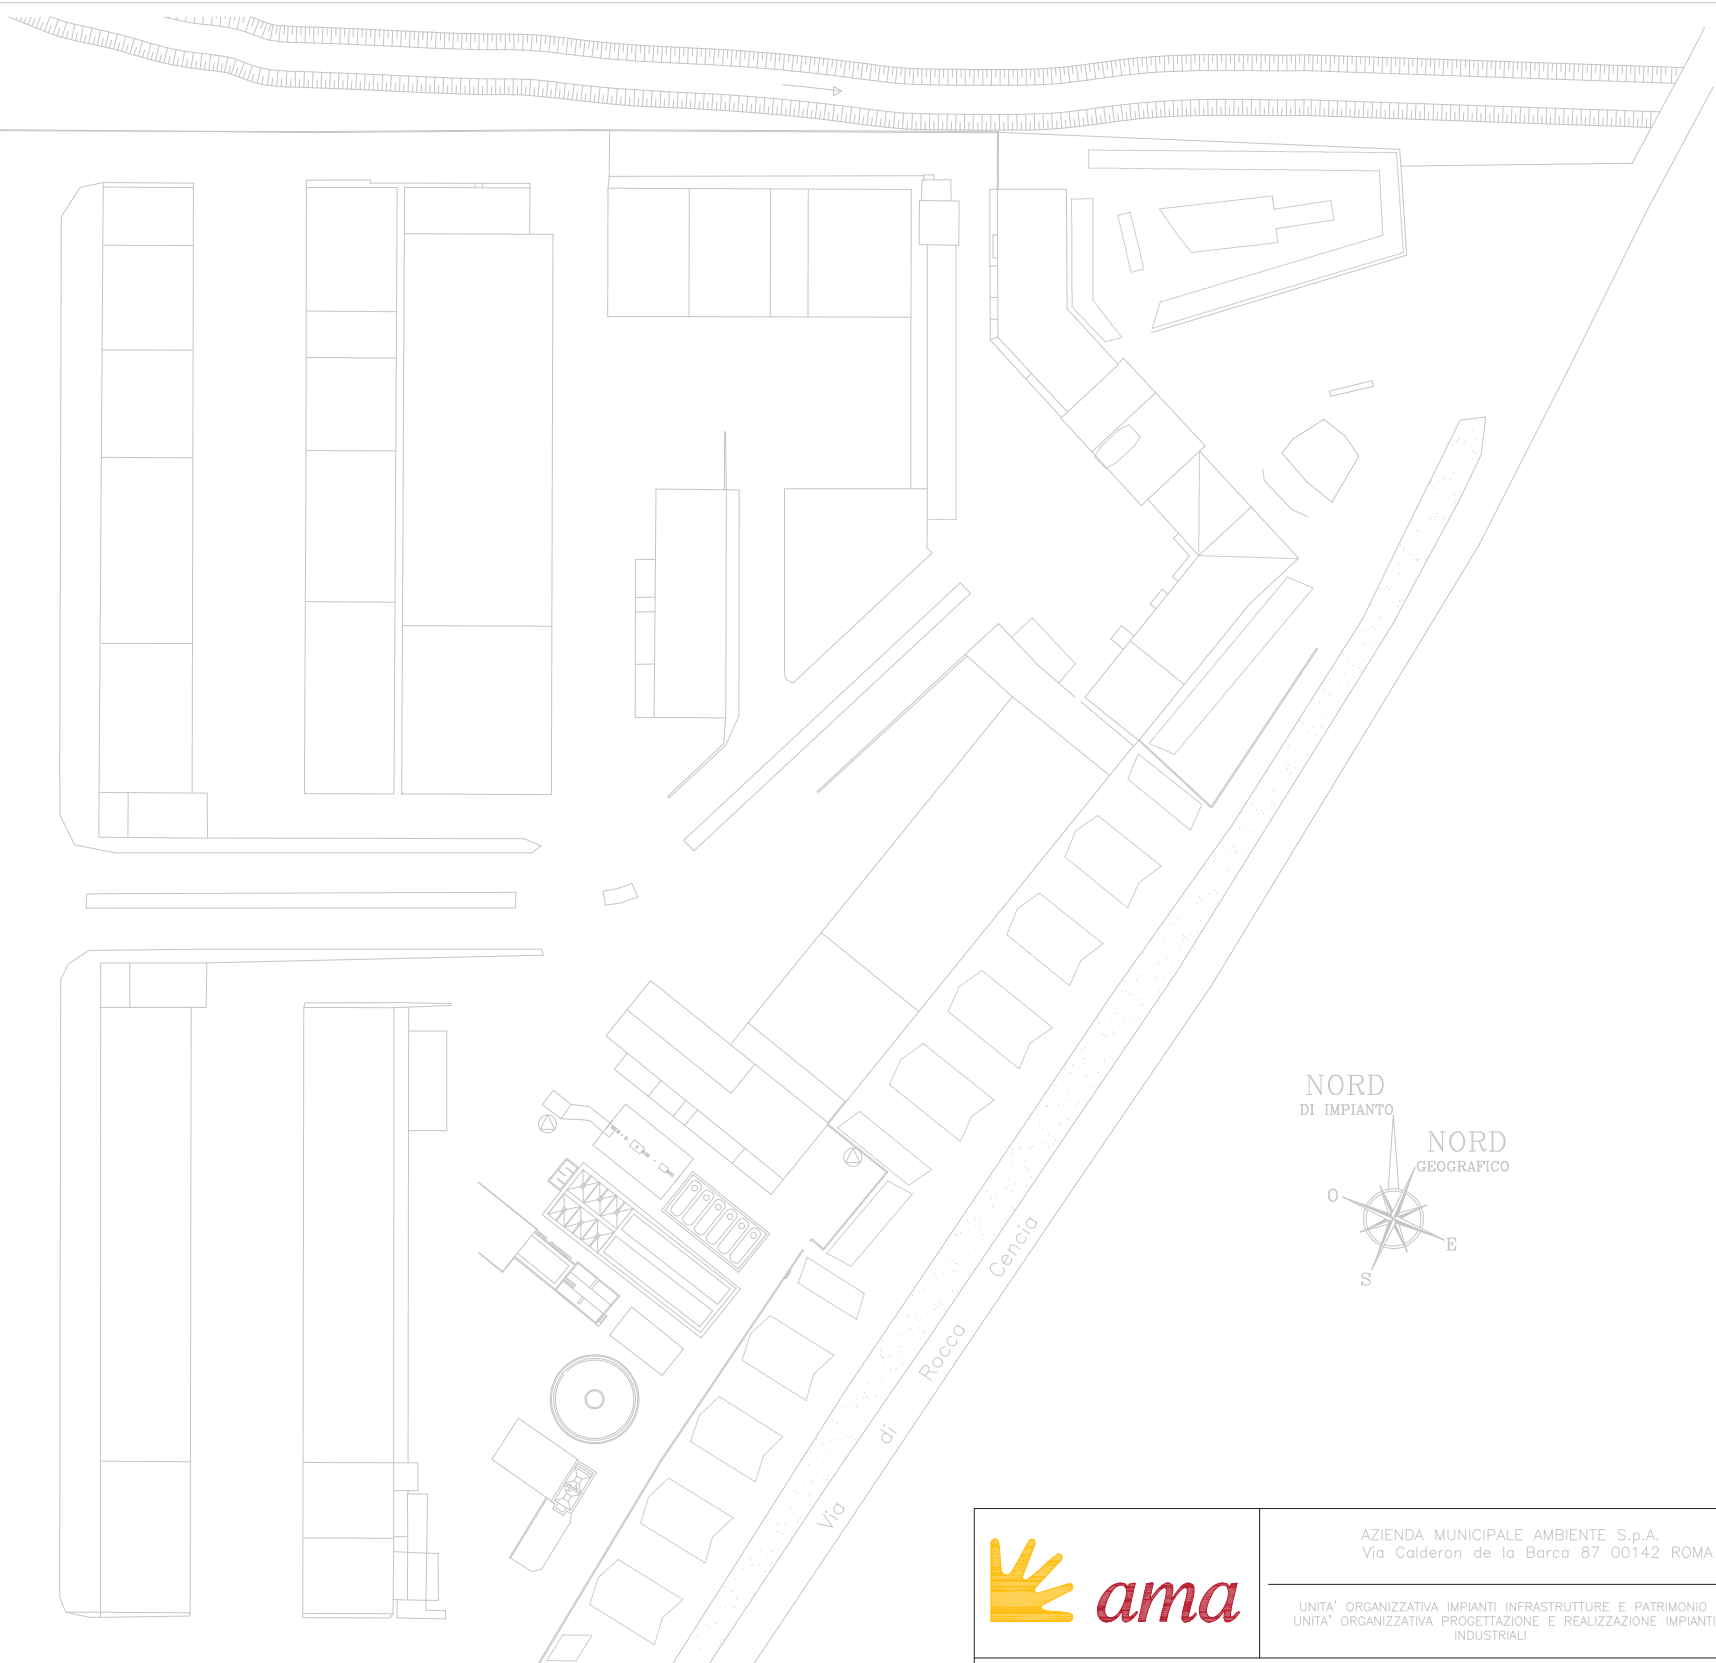 NORD
DI IMPIANTO
NORD
GEOGRAFICO
O
E
S
Via di Rocca Cencia
ama
AZIENDA MUNICIPALE AMBIENTE S.p.A.
Via Calderon de la Barca 87 00142 ROMA
UNITA' ORGANIZZATIVA IMPIANTI INFRASTRUTTURE E PATRIMONIO
UNITA' ORGANIZZATIVA PROGETTAZIONE E REALIZZAZIONE IMPIANTI
INDUSTRIALI